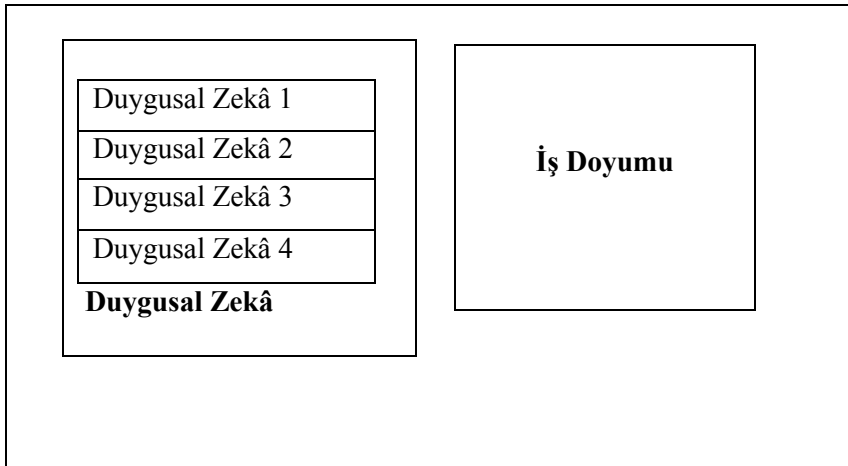 Duygusal Zekâ 1
Duygusal Zekâ 2
Duygusal Zekâ 3
Duygusal Zekâ 4
Duygusal Zekâ
İş Doyumu